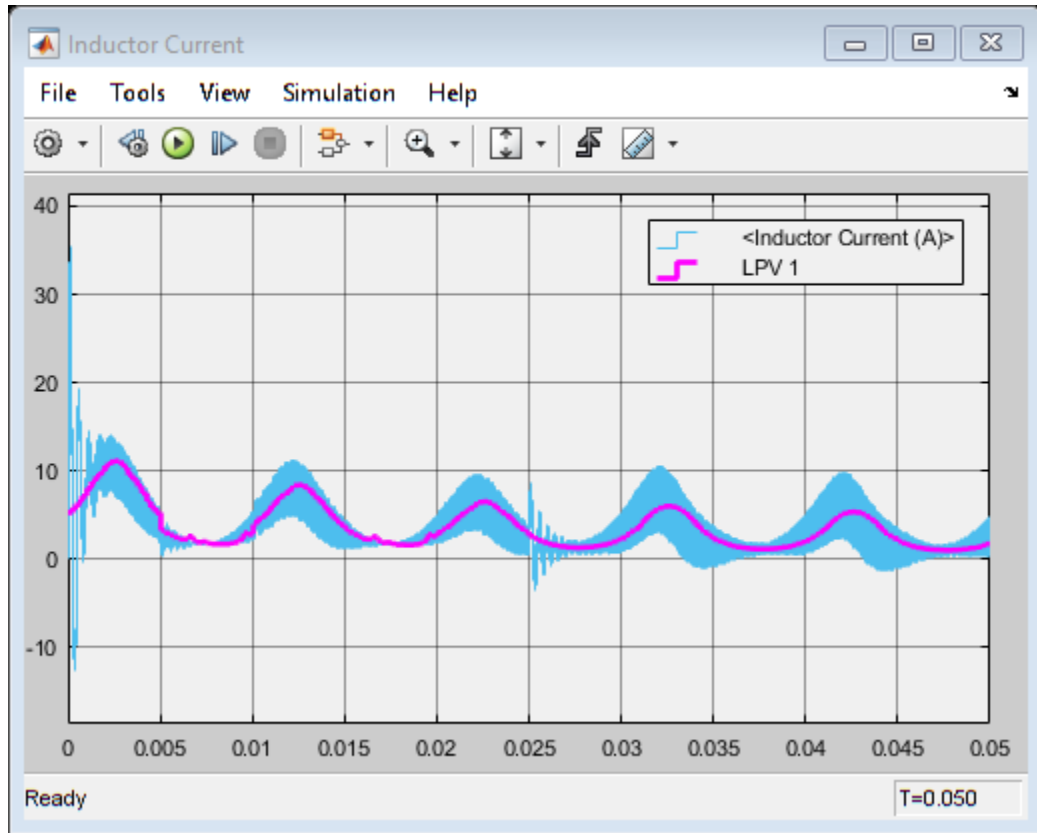 Inductor Current
File Tools View Simulation Help
<Inductor Current (A)>
LPV 1
40
30
20
10
0
-10
0 0.005 0.01 0.015 0.02 0.025 0.03 0.035 0.04 0.045 0.05
Ready T=0.050